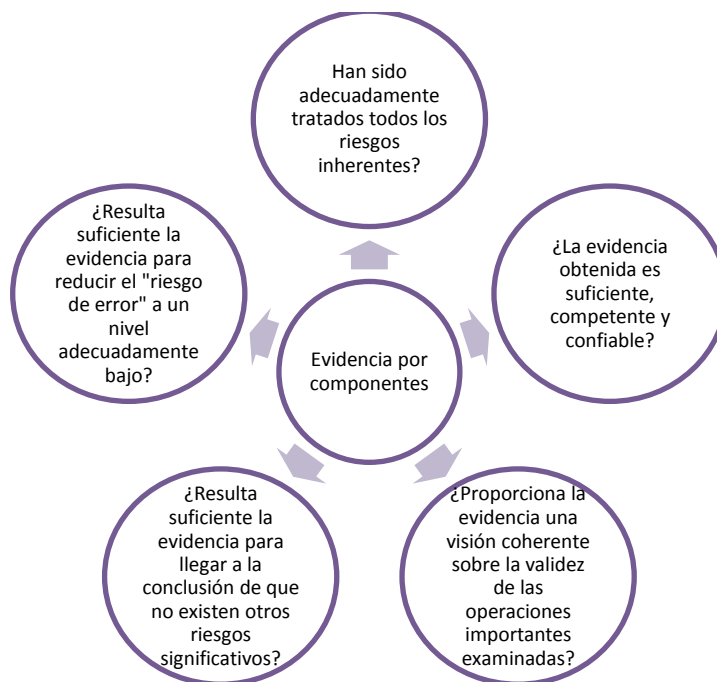 Han sido
adecuadamente
tratados todos los
riesgos
inherentes?
¿Resulta
suficiente la
evidencia para
reducir el "riesgo
de error" a un
nivel
adecuadamente
bajo?
¿La evidencia
obtenida es
suficiente,
competente y
confiable?
Evidencia por
componentes
¿Resulta
suficiente la
evidencia para
llegar a la
conclusión de que
no existen otros
riesgos
significativos?
¿Proporciona la
evidencia una
visión coherente
sobre la validez
de las
operaciones
importantes
examinadas?